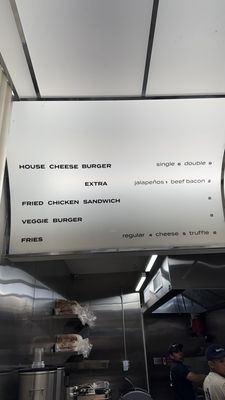 HOUSE CHEESE BURGER single double
EXTRA jalapeños beef bacon
FRIED CHICKEN SANDWICH
VEGGIE BURGER
FRIES regular cheese truffle